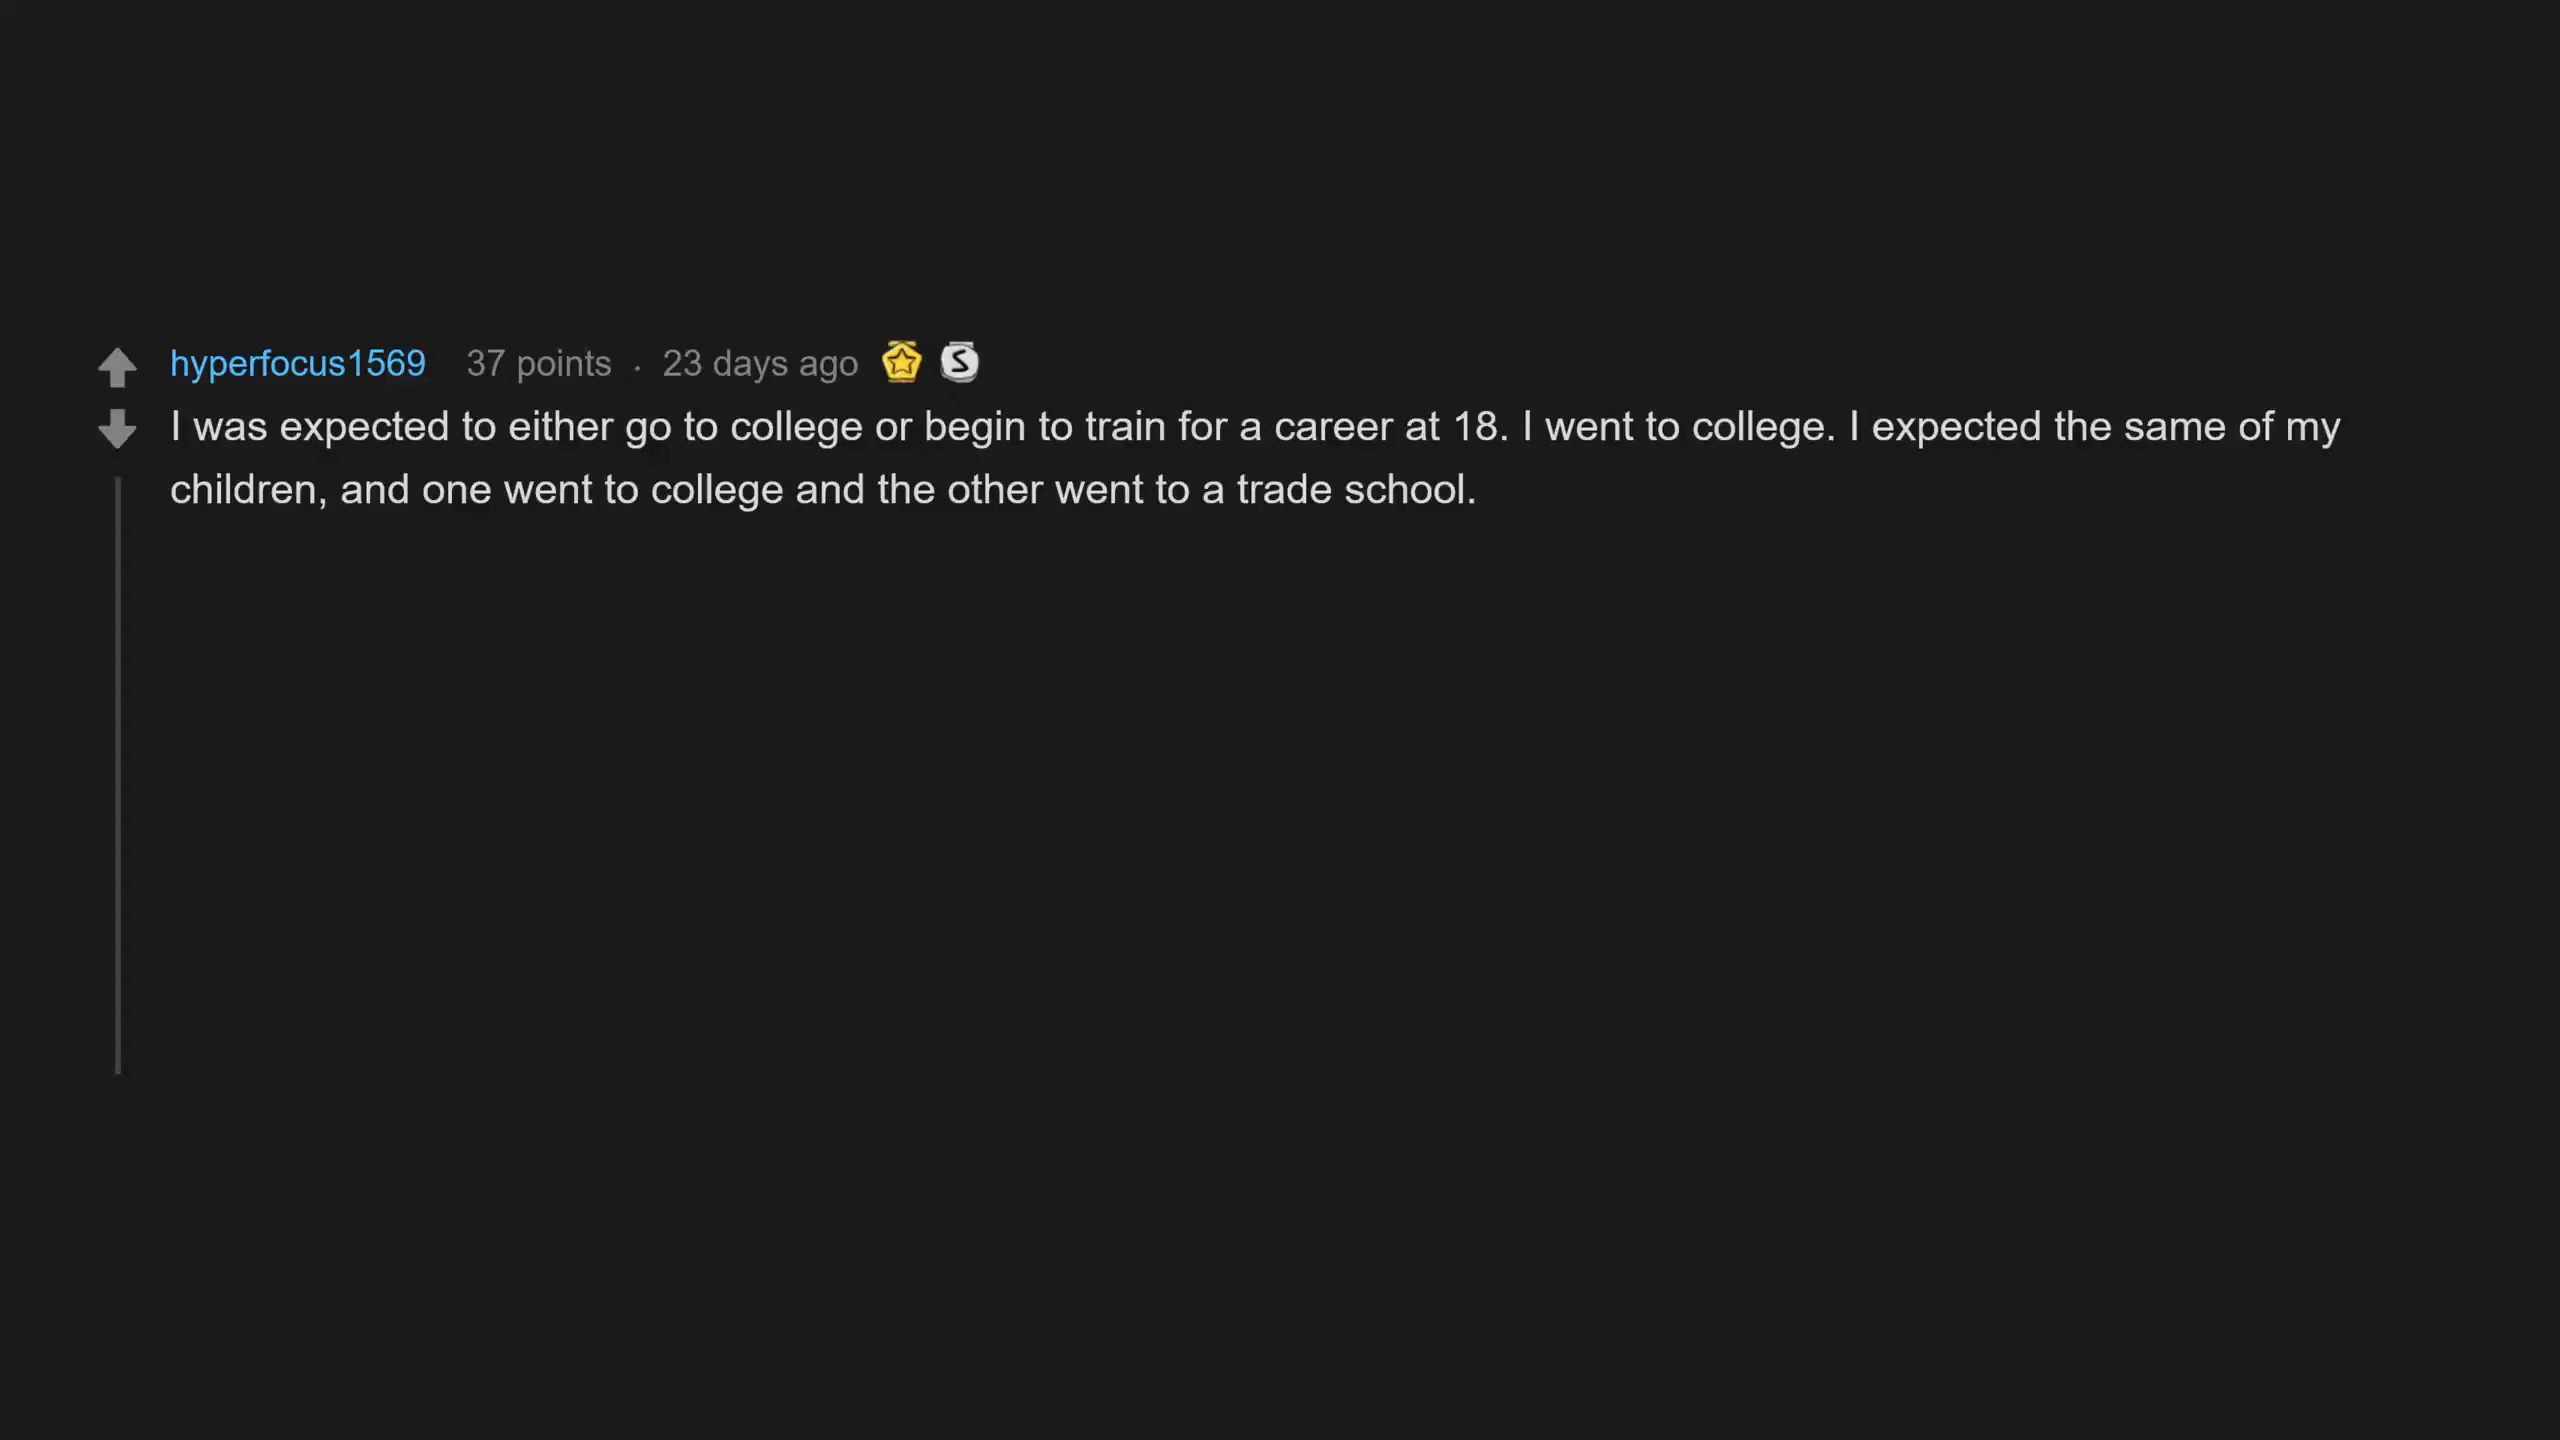 hyperfocus1569 37 points . 23 days ago S
I was expected to either go to college or begin to train for a career at 18. I went to college. I expected the same of my
children, and one went to college and the other went to a trade school.